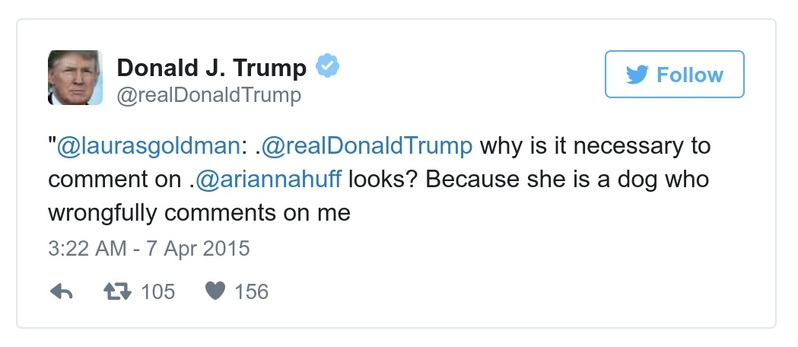 Donald J. Trump
@realDonaldTrump
Follow
"@laurasgoldman: .@realDonaldTrump why is it necessary to
comment on .@ariannahuff looks? Because she is a dog who
wrongfully comments on me
3:22 AM - 7 Apr 2015
105 156